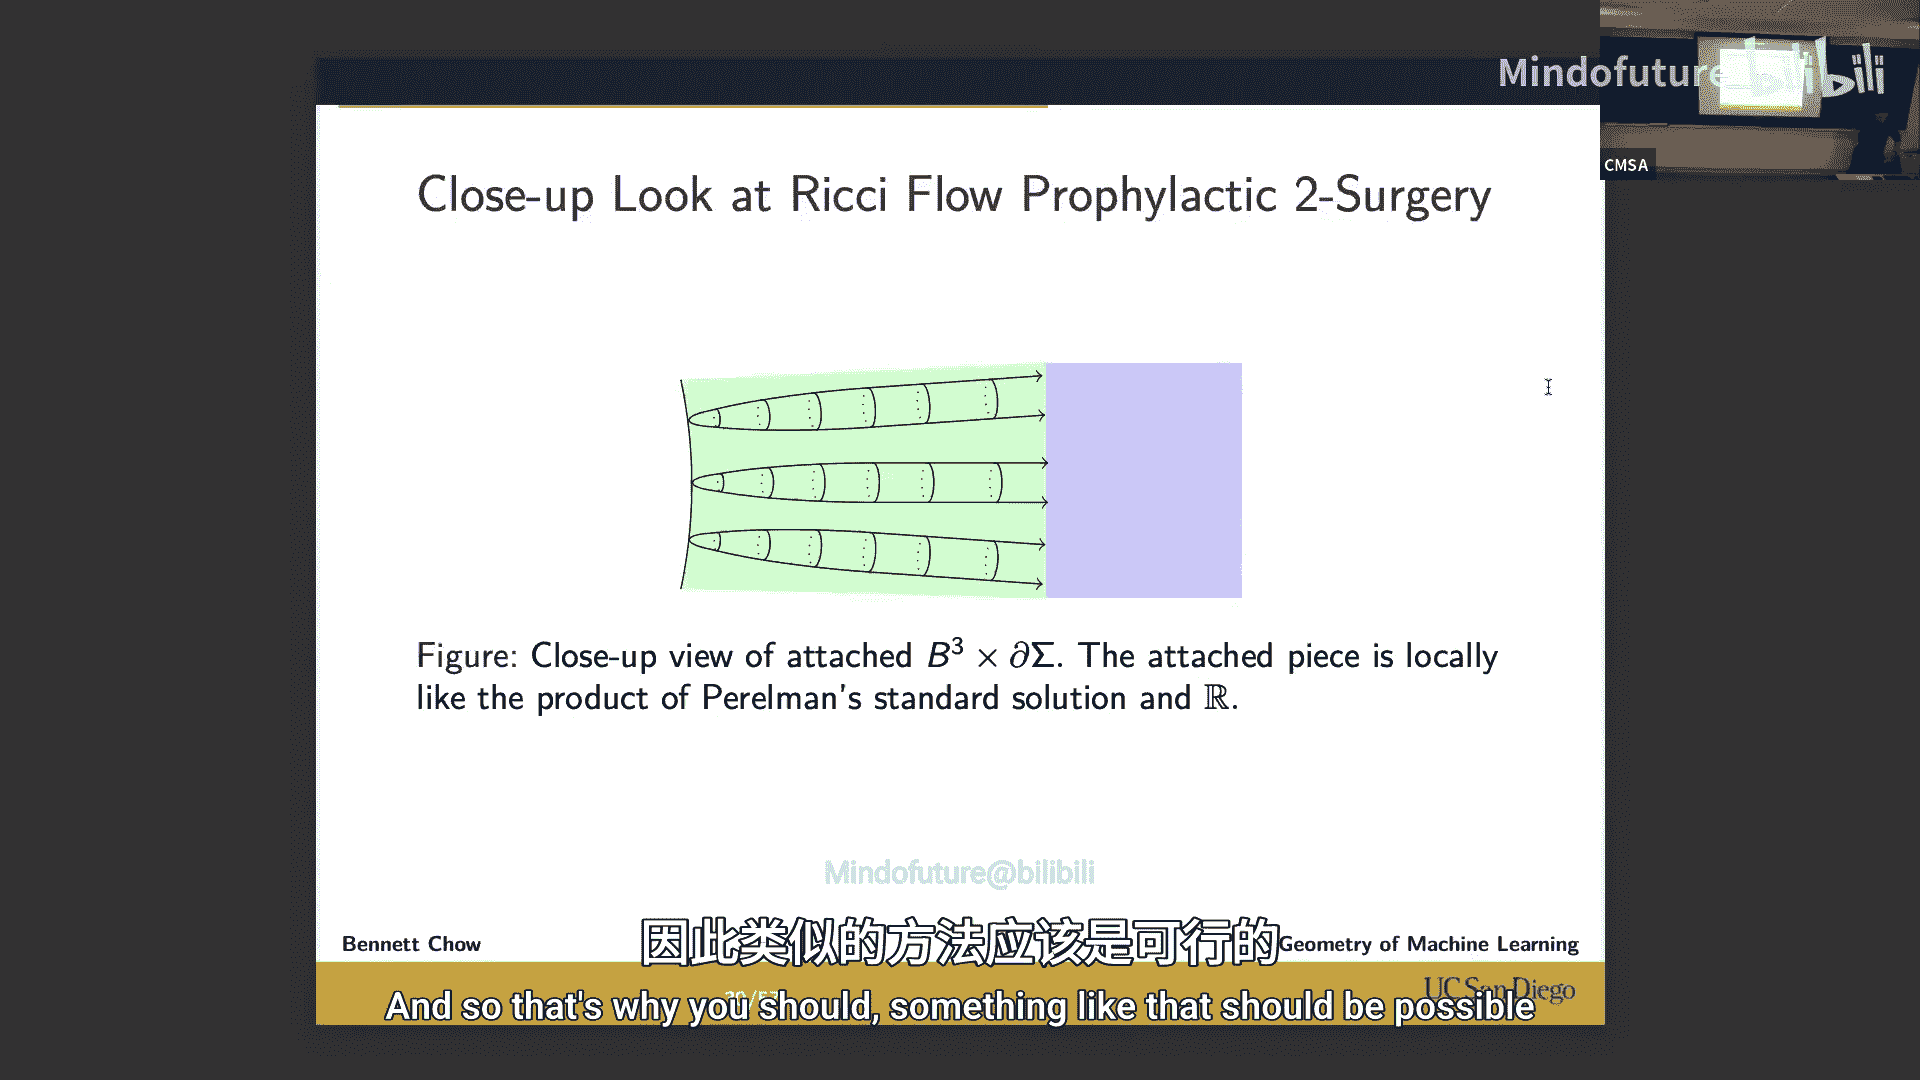 Mindofuture
bilibili
CMSA
Close-up Look at Ricci Flow Prophylactic 2-Surgery
Figure: Close-up view of attached B³ × ∂Σ. The attached piece is locally
like the product of Perelman's standard solution and ℝ.
Mindofuture@bilibili
Bennett Chow
Geometry of Machine Learning
因此类似的方法应该是可行的
UC San Diego
And so that's why you should, something like that should be possible